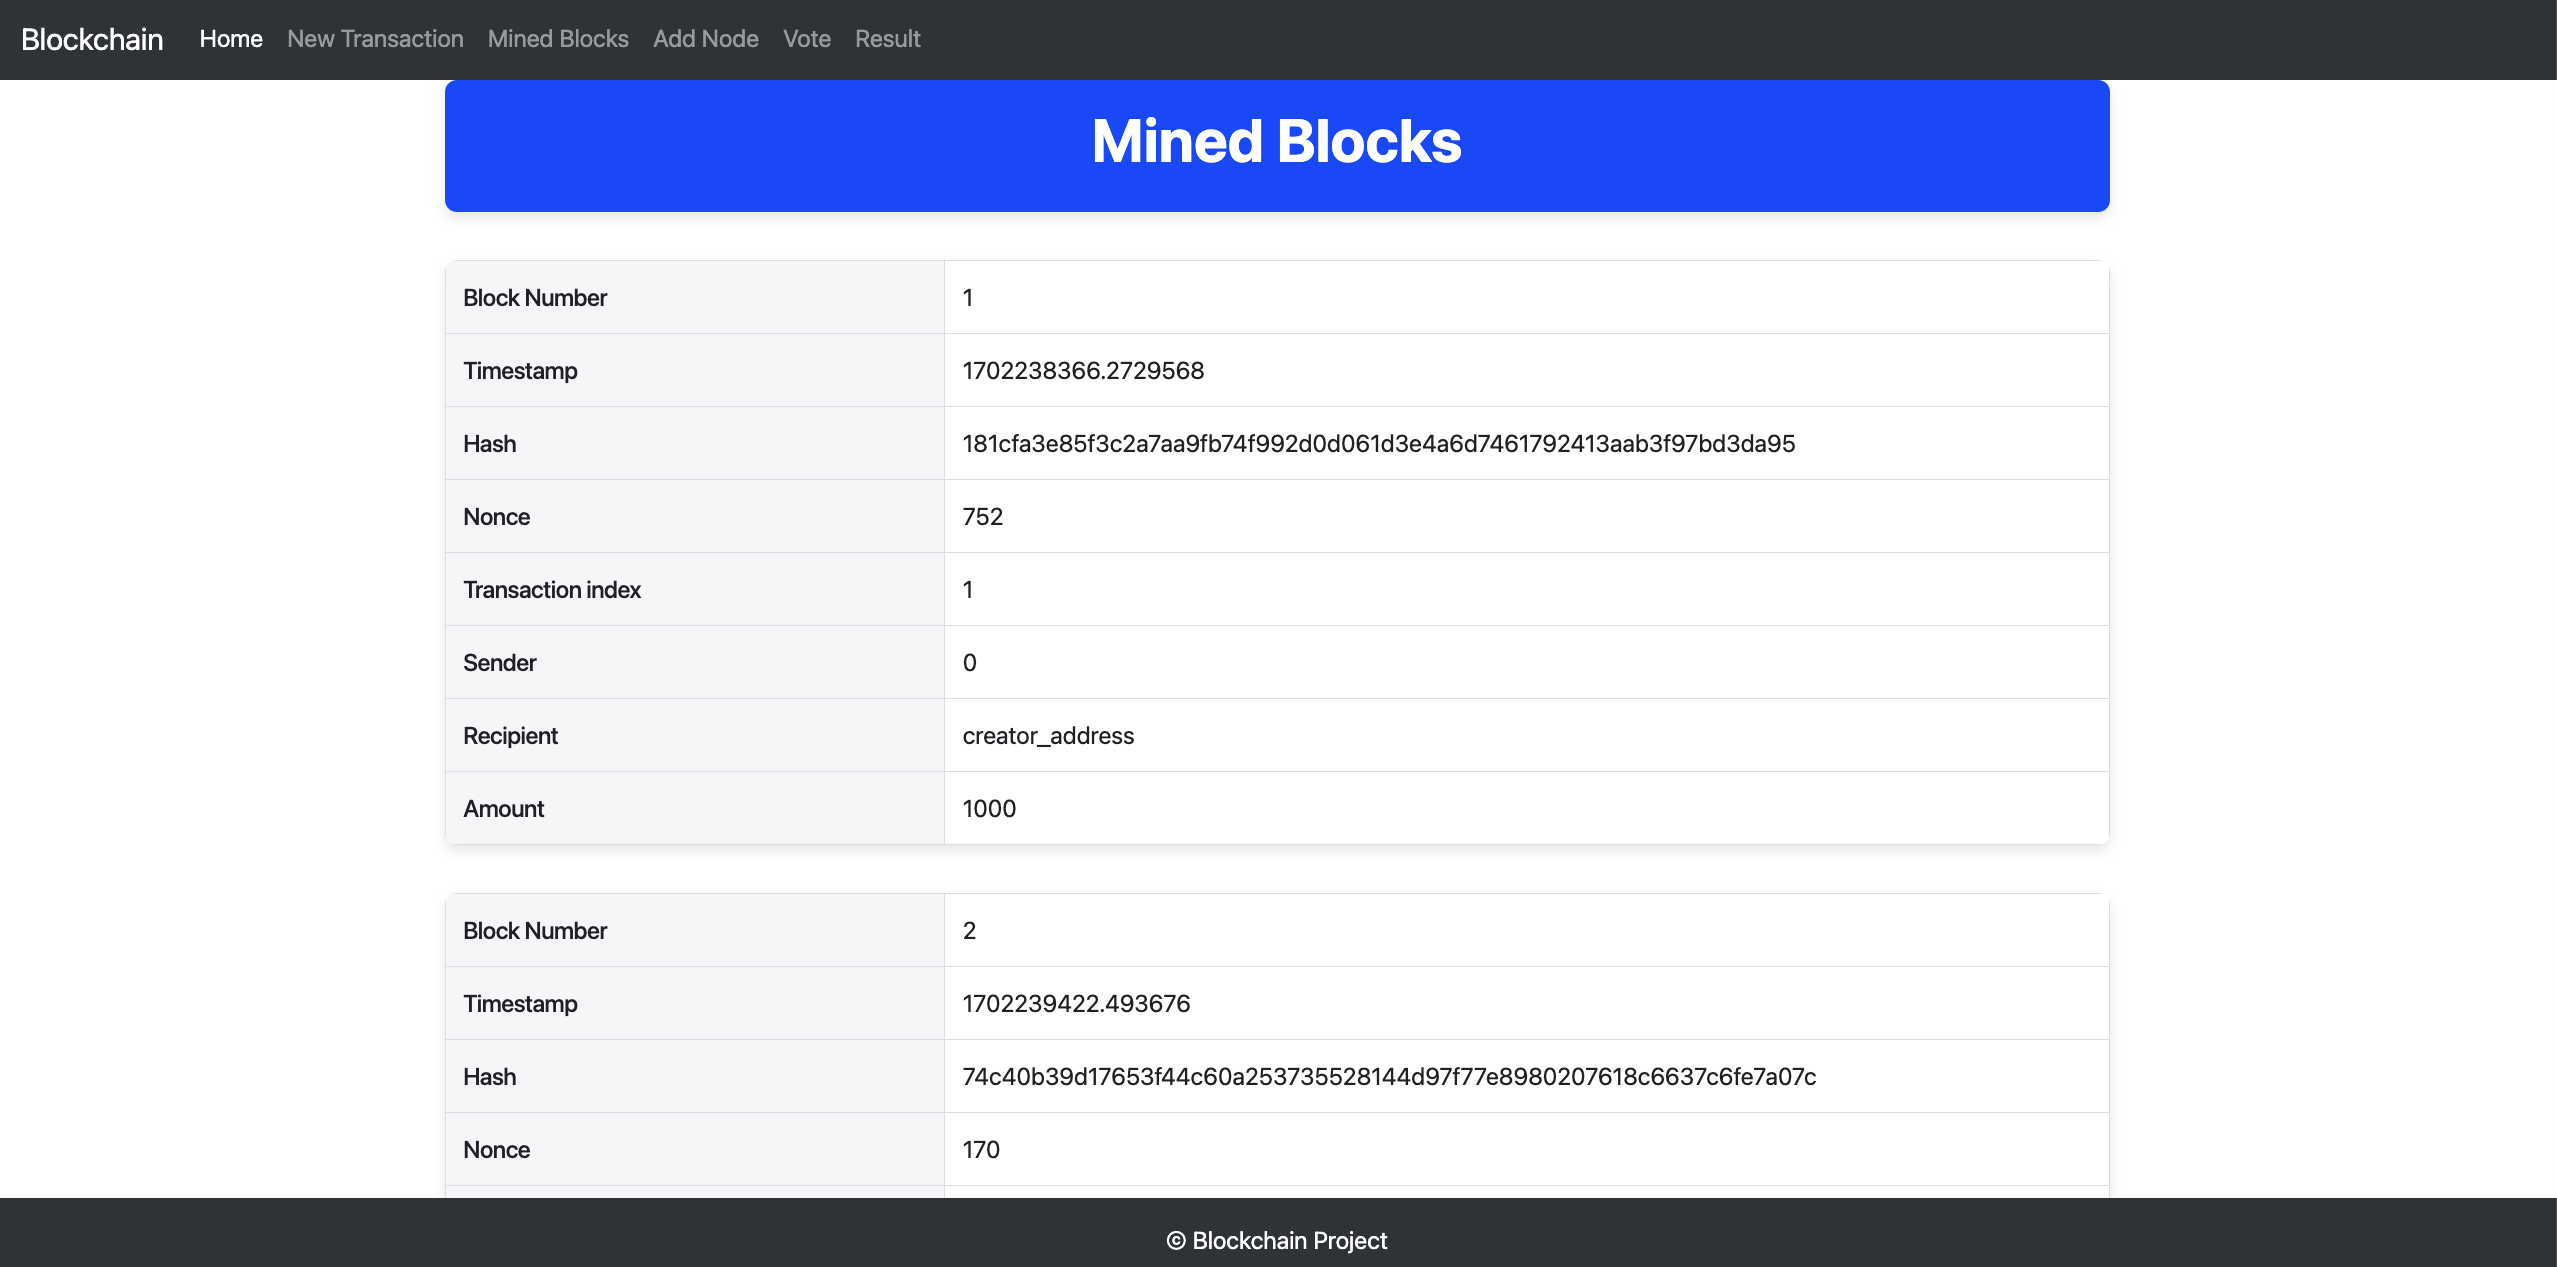 Blockchain Home New Transaction Mined Blocks Add Node Vote Result
Mined Blocks
Block Number 1
Timestamp 1702238366.2729568
Hash 181cfa3e85f3c2a7aa9fb74f992d0d061d3e4a6d7461792413aab3f97bd3da95
Nonce 752
Transaction index 1
Sender 0
Recipient creator_address
Amount 1000
Block Number 2
Timestamp 1702239422.493676
Hash 74c40b39d17653f44c60a253735528144d97f77e8980207618c6637c6fe7a07c
Nonce 170
© Blockchain Project